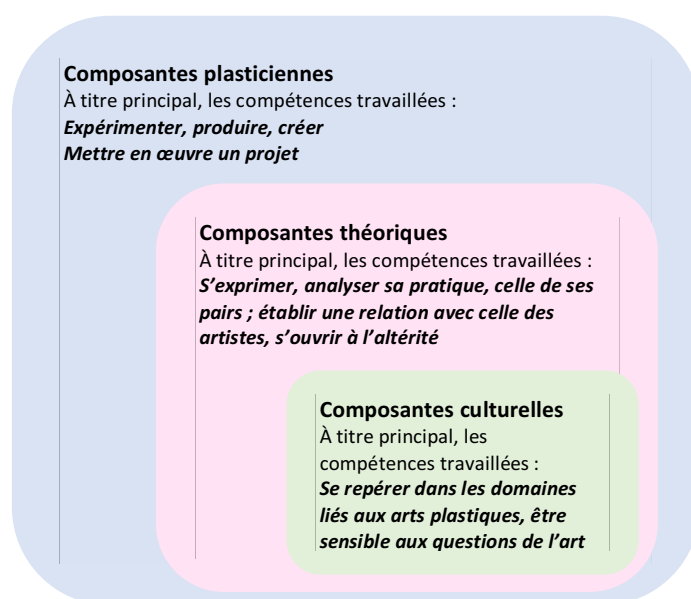 Composantes plasticiennes
À titre principal, les compétences travaillées :
Expérimenter, produire, créer
Mettre en œuvre un projet
Composantes théoriques
À titre principal, les compétences travaillées :
S’exprimer, analyser sa pratique, celle de ses
pairs ; établir une relation avec celle des
artistes, s’ouvrir à l’altérité
Composantes culturelles
À titre principal, les
compétences travaillées :
Se repérer dans les domaines
liés aux arts plastiques, être
sensible aux questions de l’art